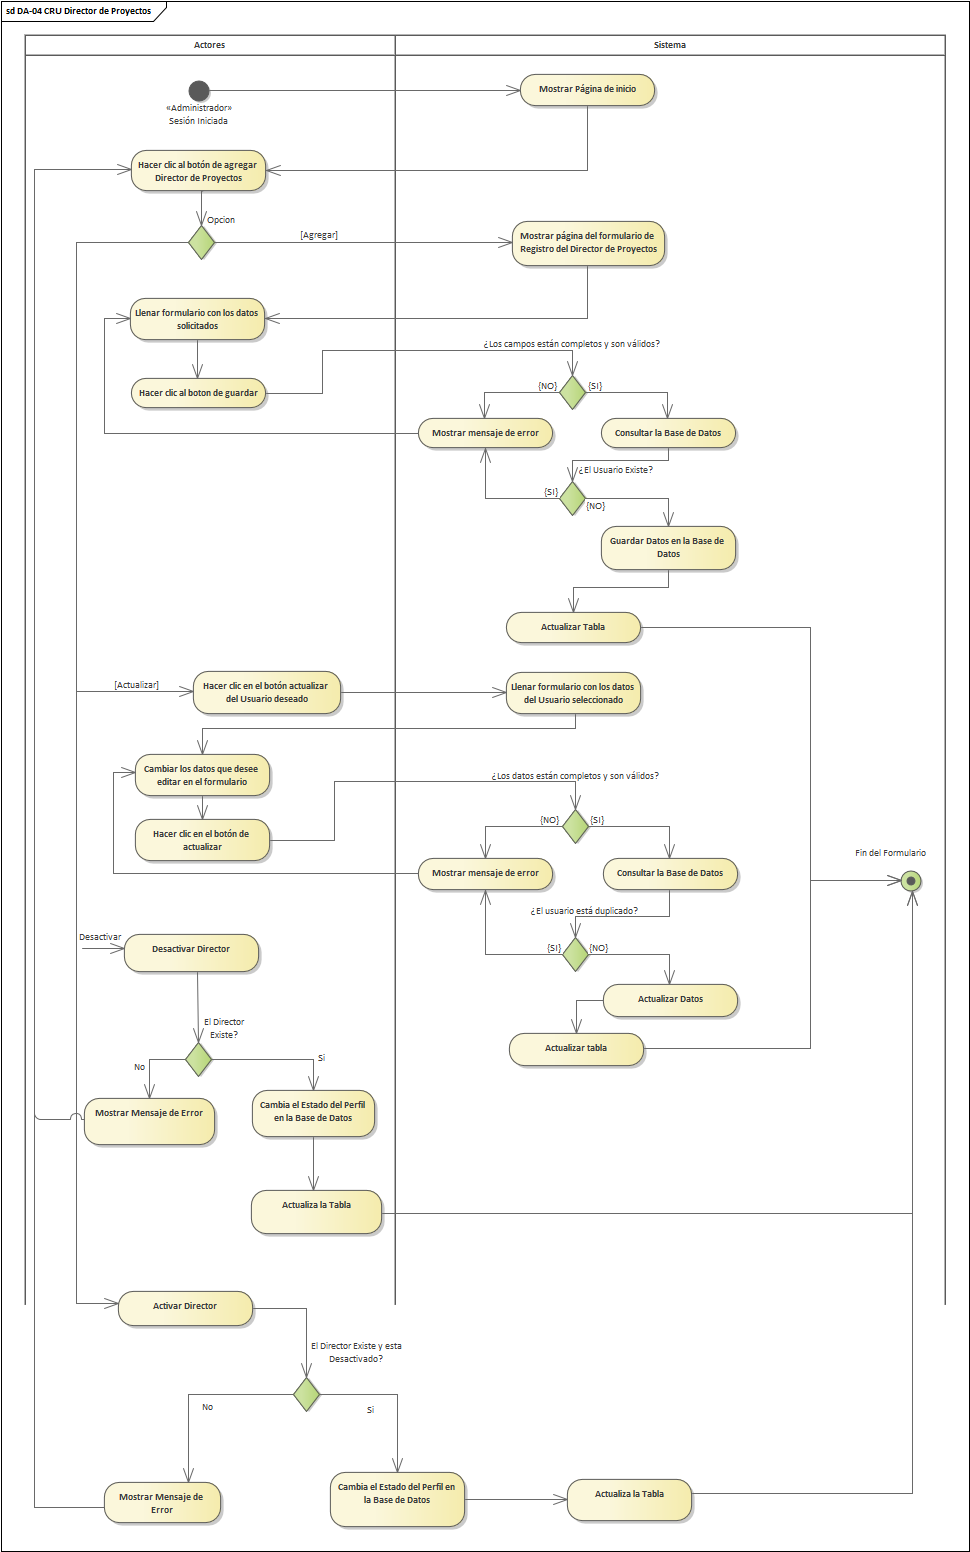 sd DA-04 CRU Director de Proyectos
Actores
Sistema
Mostrar Página de inicio
«Administrador»
Sesión Iniciada
Hacer clic al botón de agregar
Director de Proyectos
Opcion
[Agregar]
Mostrar página del formulario de
Registro del Director de Proyectos
Llenar formulario con los datos
solicitados
¿Los campos están completos y son válidos?
Hacer clic al boton de guardar
{NO}
{SI}
Mostrar mensaje de error
Consultar la Base de Datos
¿El Usuario Existe?
{SI}
{NO}
Guardar Datos en la Base de
Datos
Actualizar Tabla
[Actualizar]
Hacer clic en el botón actualizar
del Usuario deseado
Llenar formulario con los datos
del Usuario seleccionado
Cambiar los datos que desee
editar en el formulario
¿Los datos están completos y son válidos?
Hacer clic en el botón de
actualizar
{NO}
{SI}
Fin del Formulario
Mostrar mensaje de error
Consultar la Base de Datos
¿El usuario está duplicado?
Desactivar
Desactivar Director
{SI}
{NO}
Actualizar Datos
El Director
Existe?
Actualizar tabla
No
Si
Mostrar Mensaje de Error
Cambia el Estado del Perfil
en la Base de Datos
Actualiza la Tabla
Activar Director
El Director Existe y esta
Desactivado?
No
Si
Mostrar Mensaje de
Error
Cambia el Estado del Perfil en
la Base de Datos
Actualiza la Tabla